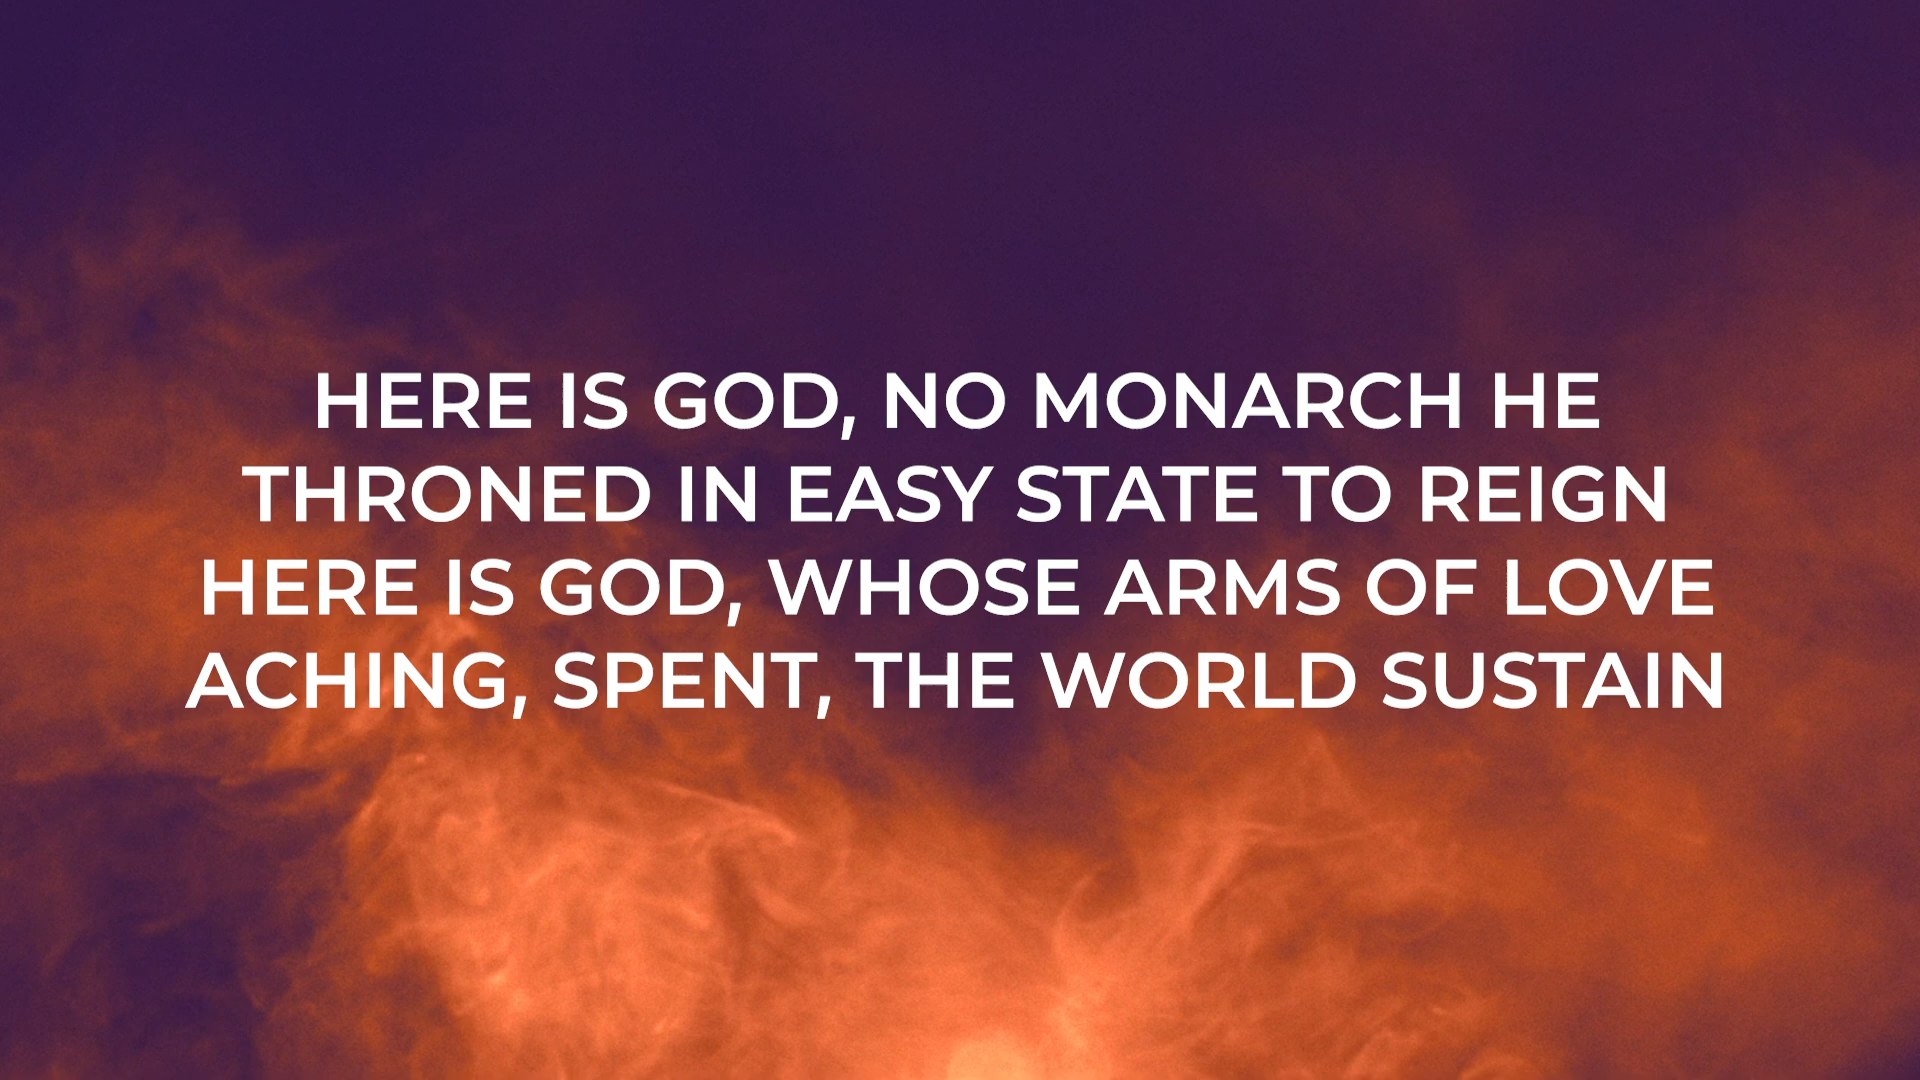 HERE IS GOD, NO MONARCH HE
THRONED IN EASY STATE TO REIGN
HERE IS GOD, WHOSE ARMS OF LOVE
ACHING, SPENT, THE WORLD SUSTAIN